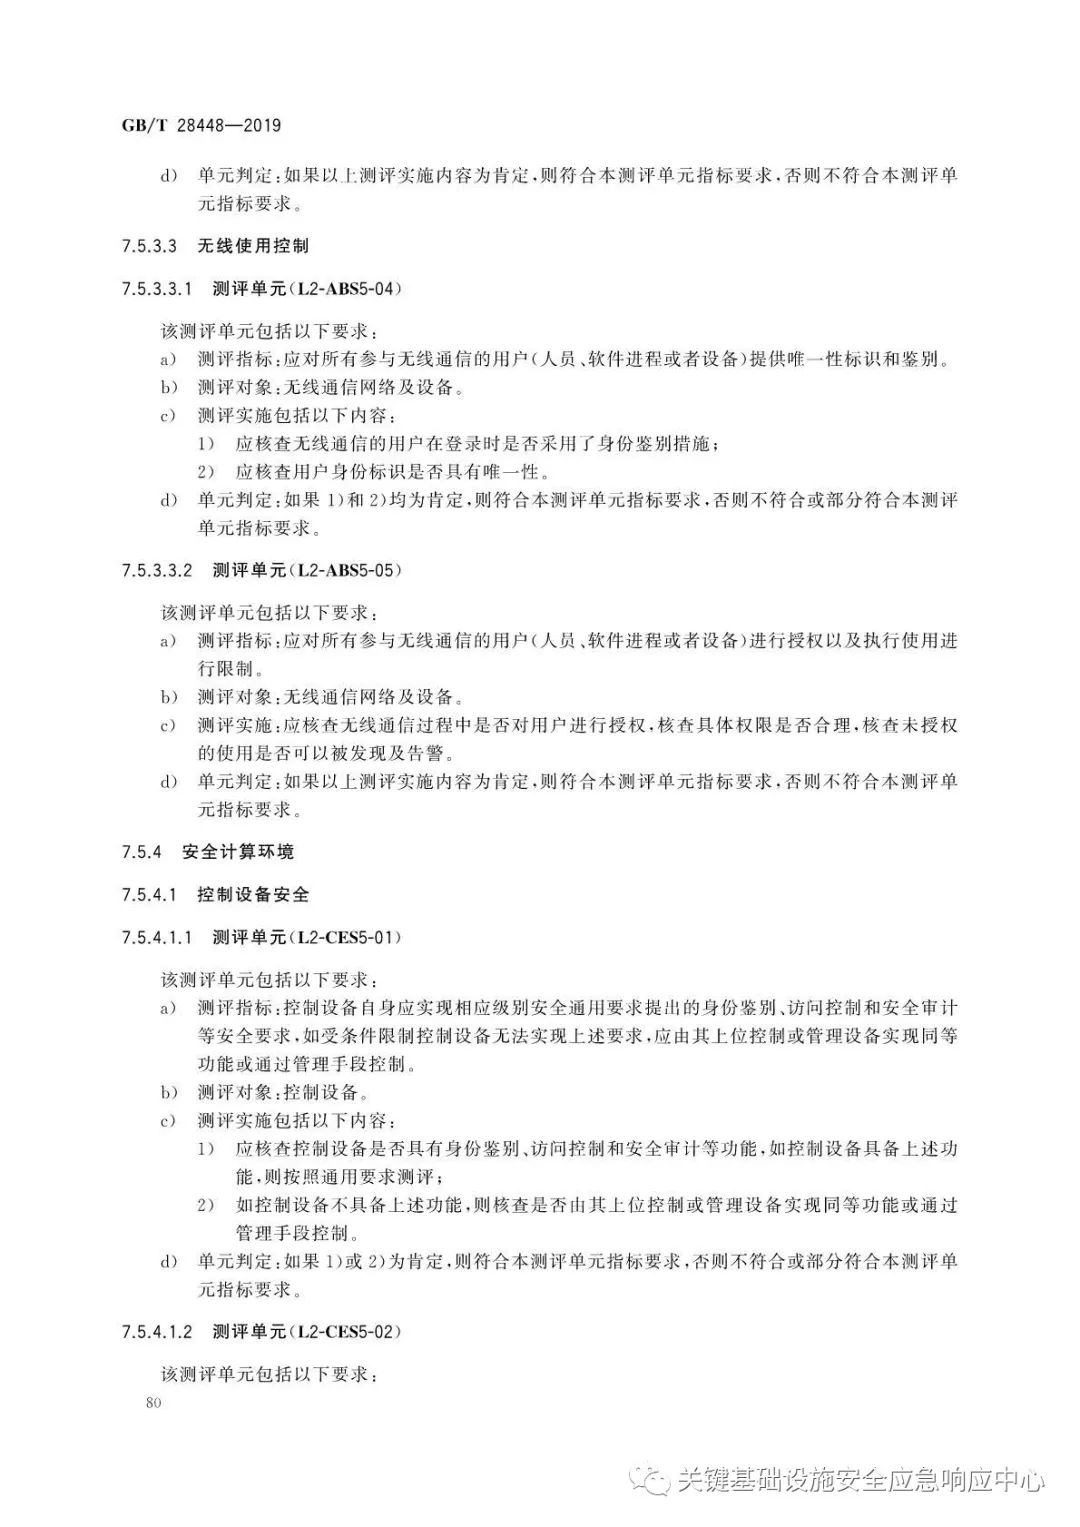 GB/T 28448—2019
d) 单元判定:如果以上测评实施内容为肯定,则符合本测评单元指标要求,否则不符合本测评单
元指标要求。
7.5.3.3 无线使用控制
7.5.3.3.1 测评单元(L2-ABS5-04)
该测评单元包括以下要求:
a) 测评指标:应对所有参与无线通信的用户(人员、软件进程或者设备)提供唯一性标识和鉴别。
b) 测评对象:无线通信网络及设备。
c) 测评实施包括以下内容:
1) 应核查无线通信的用户在登录时是否采用了身份鉴别措施;
2) 应核查用户身份标识是否具有唯一性。
d) 单元判定:如果 1)和 2)均为肯定,则符合本测评单元指标要求,否则不符合或部分符合本测评
单元指标要求。
7.5.3.3.2 测评单元(L2-ABS5-05)
该测评单元包括以下要求:
a) 测评指标:应对所有参与无线通信的用户(人员、软件进程或者设备)进行授权以及执行使用进
行限制。
b) 测评对象:无线通信网络及设备。
c) 测评实施:应核查无线通信过程中是否对用户进行授权,核查具体权限是否合理,核查未授权
的使用是否可以被发现及告警。
d) 单元判定:如果以上测评实施内容为肯定,则符合本测评单元指标要求,否则不符合本测评单
元指标要求。
7.5.4 安全计算环境
7.5.4.1 控制设备安全
7.5.4.1.1 测评单元(L2-CES5-01)
该测评单元包括以下要求:
a) 测评指标:控制设备自身应实现相应级别安全通用要求提出的身份鉴别、访问控制和安全审计
等安全要求,如受条件限制控制设备无法实现上述要求,应由其上位控制或管理设备实现同等
功能或通过管理手段控制。
b) 测评对象:控制设备。
c) 测评实施包括以下内容:
1) 应核查控制设备是否具有身份鉴别、访问控制和安全审计等功能,如控制设备具备上述功
能,则按照通用要求测评;
2) 如控制设备不具备上述功能,则核查是否由其上位控制或管理设备实现同等功能或通过
管理手段控制。
d) 单元判定:如果 1)或 2)为肯定,则符合本测评单元指标要求,否则不符合或部分符合本测评单
元指标要求。
7.5.4.1.2 测评单元(L2-CES5-02)
该测评单元包括以下要求:
80
关键基础设施安全应急响应中心